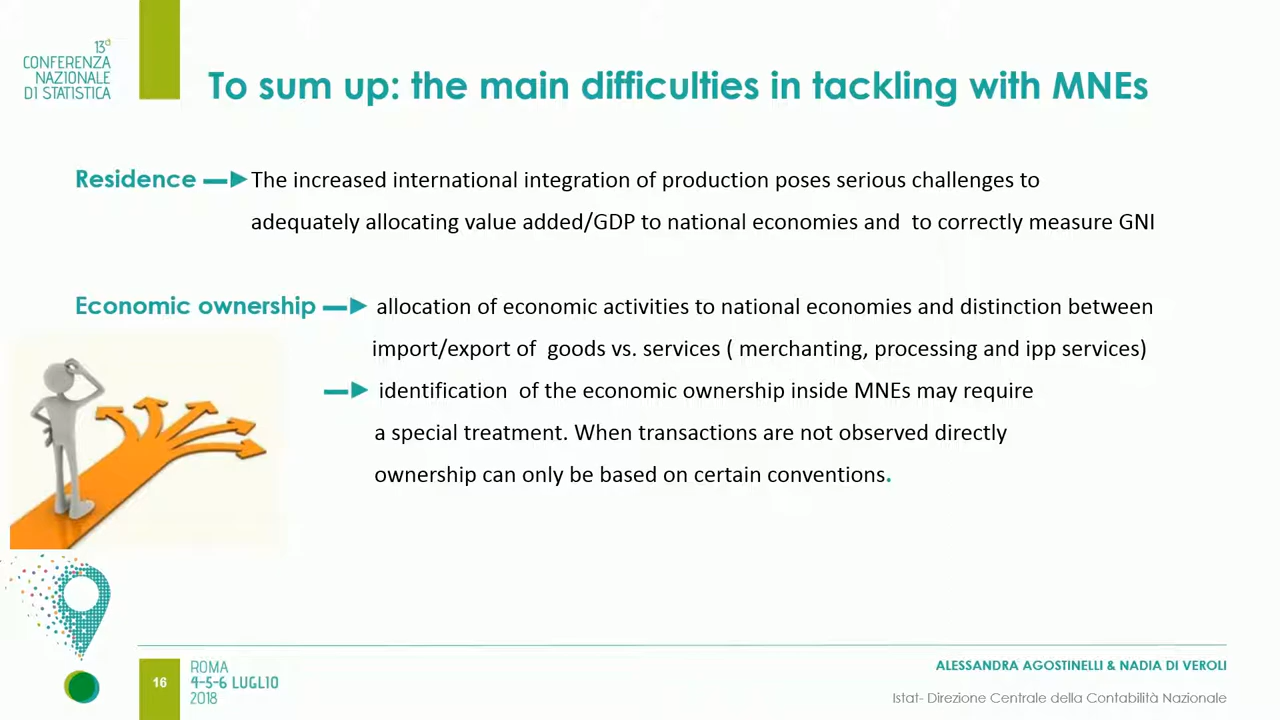 13ª
CONFERENZA
NAZIONALE
DI STATISTICA
To sum up: the main difficulties in tackling with MNEs
Residence The increased international integration of production poses serious challenges to
adequately allocating value added/GDP to national economies and to correctly measure GNI
Economic ownership allocation of economic activities to national economies and distinction between
import/export of goods vs. services ( merchanting, processing and ipp services)
identification of the economic ownership inside MNEs may require
a special treatment. When transactions are not observed directly
ownership can only be based on certain conventions.
16
ROMA
4-5-6 LUGLIO
2018
ALESSANDRA AGOSTINELLI & NADIA DI VEROLI
Istat- Direzione Centrale della Contabilità Nazionale